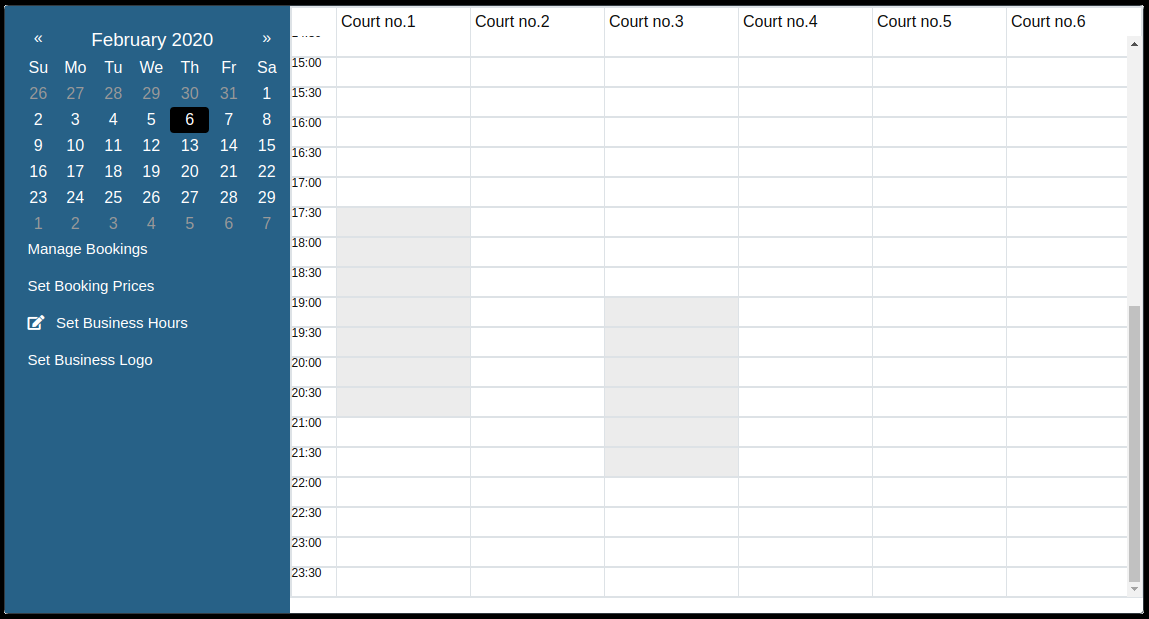 « February 2020 »
Su Mo Tu We Th Fr Sa
26 27 28 29 30 31 1
2 3 4 5 6 7 8
9 10 11 12 13 14 15
16 17 18 19 20 21 22
23 24 25 26 27 28 29
1 2 3 4 5 6 7
Manage Bookings
Set Booking Prices
Set Business Hours
Set Business Logo
Court no.1 Court no.2 Court no.3 Court no.4 Court no.5 Court no.6
15:00
15:30
16:00
16:30
17:00
17:30
18:00
18:30
19:00
19:30
20:00
20:30
21:00
21:30
22:00
22:30
23:00
23:30